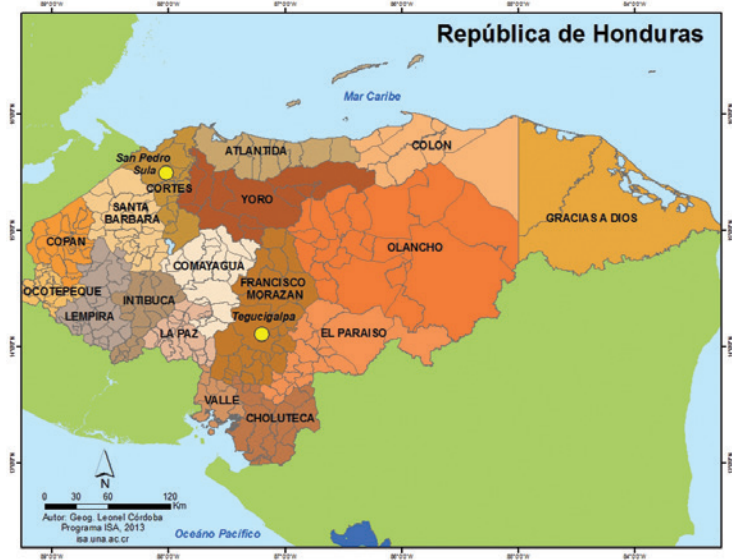 República de Honduras
Mar Caribe
ATLANTIDA
COLON
San Pedro
Sula
CORTES
YORO
SANTA
BARBARA
GRACIAS A DIOS
COPAN
OLANCHO
COMAYAGUA
OCOTEPEQUE
INTIBUCA
FRANCISCO
MORAZAN
LEMPIRA
Tegucigalpa
LA PAZ
EL PARAISO
VALLE
CHOLUTECA
N
0 30 60 120
Km
Autor: Geog. Leonel Córdoba
Programa ISA, 2013
isa.una.ac.cr
Océano Pacífico